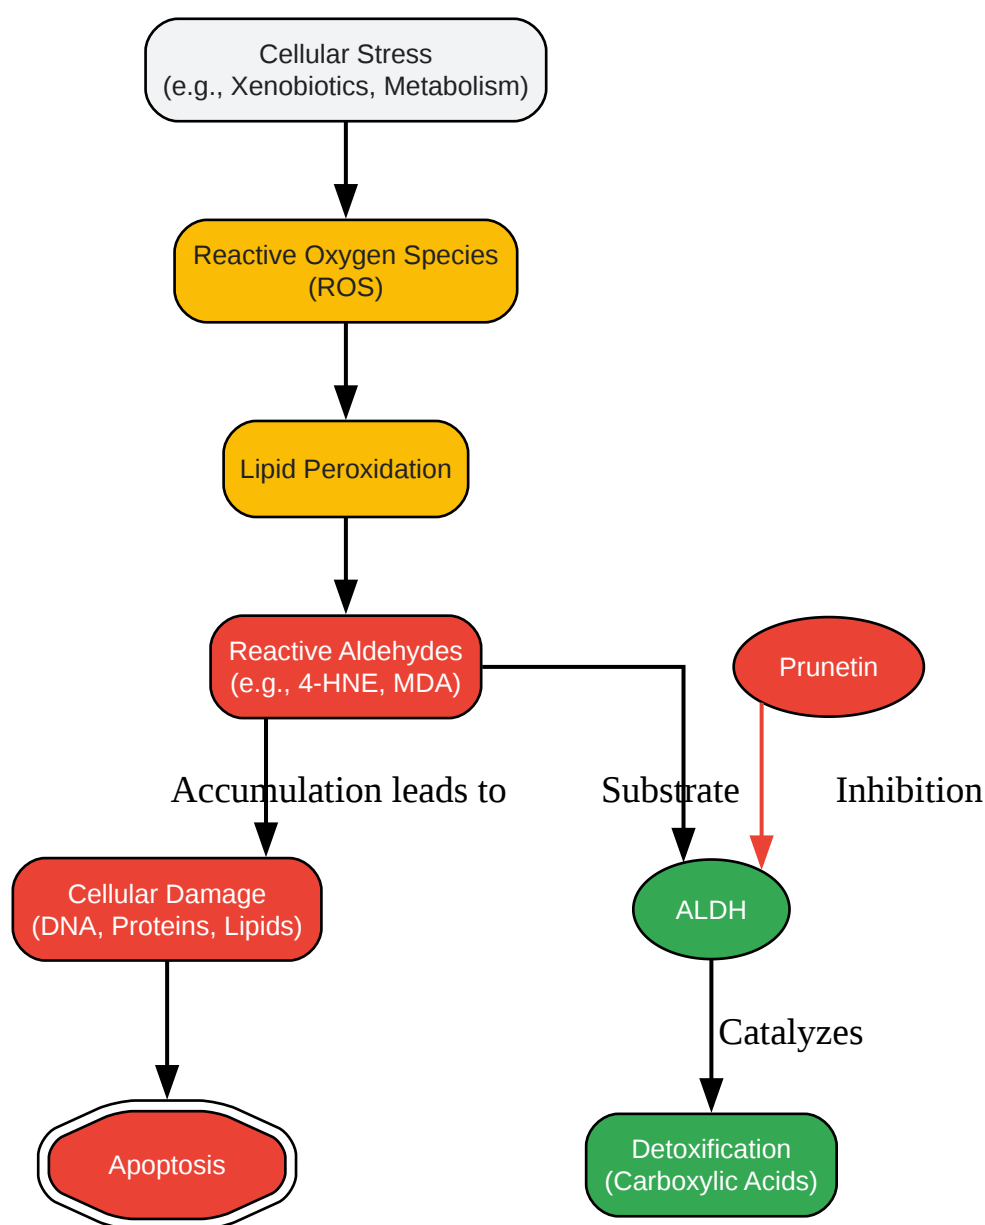 Cellular Stress
(e.g., Xenobiotics, Metabolism)
Reactive Oxygen Species
(ROS)
Lipid Peroxidation
Reactive Aldehydes
(e.g., 4-HNE, MDA)
Prunetin
Accumulation leads to
Substrate
Inhibition
Cellular Damage
(DNA, Proteins, Lipids)
ALDH
Catalyzes
Apoptosis
Detoxification
(Carboxylic Acids)